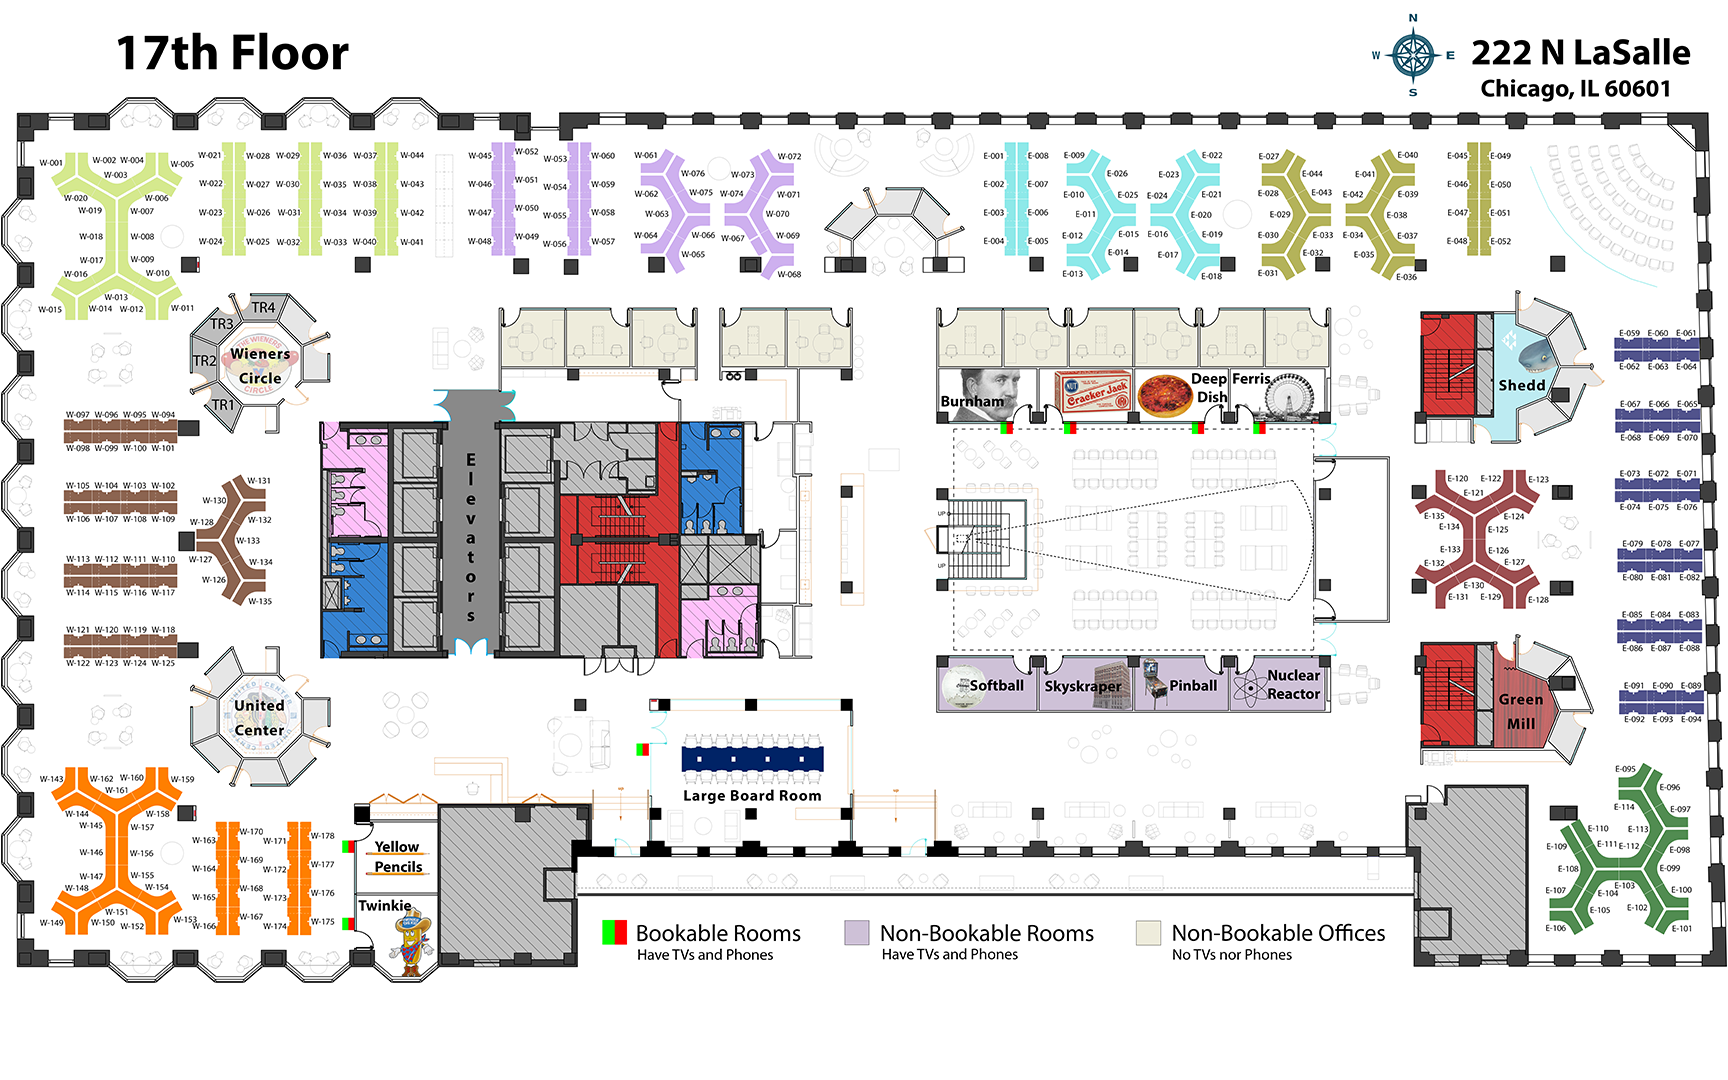 17th Floor
N
W E
S
222 N LaSalle
Chicago, IL 60601
W-001 W-002 W-004 W-005
W-003
W-020 W-006
W-019 W-007
W-018 W-008
W-017 W-009
W-016 W-010
W-013
W-015 W-014 W-012 W-011
W-021 W-028 W-029 W-036 W-037 W-044
W-022 W-027 W-030 W-035 W-038 W-043
W-023 W-026 W-031 W-034 W-039 W-042
W-024 W-025 W-032 W-033 W-040 W-041
W-045 W-052 W-053 W-060
W-046 W-051 W-054 W-059
W-047 W-050 W-055 W-058
W-048 W-049 W-056 W-057
W-061 W-076 W-073 W-072
W-062 W-075 W-074 W-071
W-063 W-070
W-064 W-066 W-067 W-069
W-065 W-068
E-001 E-008
E-002 E-007
E-003 E-006
E-004 E-005
E-009 E-026 E-023 E-022
E-010 E-025 E-024 E-021
E-011 E-020
E-012 E-015 E-016 E-019
E-013 E-014 E-017 E-018
E-027 E-044 E-041 E-040
E-028 E-043 E-042 E-039
E-029 E-038
E-030 E-033 E-034 E-037
E-031 E-032 E-035 E-036
E-045 E-049
E-046 E-050
E-047 E-051
E-048 E-052
TR4
TR3
TR2
TR1
THE WIENERS
CIRCLE
Wieners
Circle
Burnham
NUT
Cracker Jack
Deep
Dish
Ferris
Shedd
E-059 E-060 E-061
E-062 E-063 E-064
E-067 E-066 E-065
E-068 E-069 E-070
E-073 E-072 E-071
E-074 E-075 E-076
E-079 E-078 E-077
E-080 E-081 E-082
E-085 E-084 E-083
E-086 E-087 E-088
E-091 E-090 E-089
E-092 E-093 E-094
W-097 W-096 W-095 W-094
W-098 W-099 W-100 W-101
W-105 W-104 W-103 W-102
W-106 W-107 W-108 W-109
W-113 W-112 W-111 W-110
W-114 W-115 W-116 W-117
W-121 W-120 W-119 W-118
W-122 W-123 W-124 W-125
W-131
W-130
W-128 W-132
W-133
W-127 W-134
W-126
W-135
Elevators
UP
UP
E-120 E-122 E-123
E-121
E-135 E-124
E-134 E-125
E-133 E-126
E-132 E-127
E-130
E-131 E-129 E-128
UNITED CENTER
United
Center
Softball
Skyskraper
Pinball
Nuclear
Reactor
Green
Mill
Large Board Room
UP
UP
W-143 W-162 W-160 W-159
W-161
W-144 W-158
W-145 W-157
W-146 W-156
W-147 W-155
W-148 W-154
W-151
W-149 W-150 W-152 W-153
W-163 W-170 W-171 W-178
W-164 W-169 W-172 W-177
W-165 W-168 W-173 W-176
W-166 W-167 W-174 W-175
Yellow
Pencils
Twinkie
E-095
E-096
E-114 E-097
E-110 E-113
E-109 E-111 E-112 E-098
E-108 E-099
E-103
E-107 E-104 E-100
E-105 E-102
E-106 E-101
Bookable Rooms
Have TVs and Phones
Non-Bookable Rooms
Have TVs and Phones
Non-Bookable Offices
No TVs nor Phones